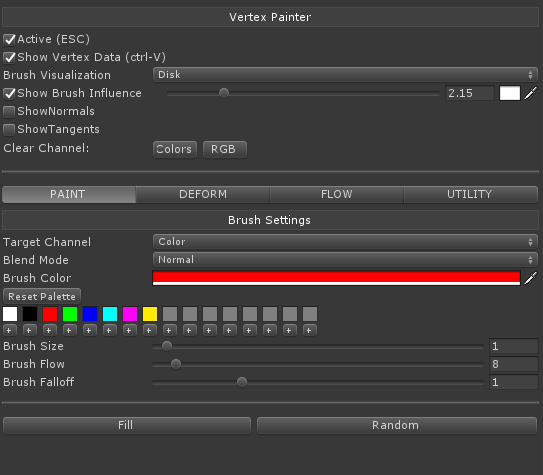 Vertex Painter
Active (ESC)
Show Vertex Data (ctrl-V)
Brush Visualization Disk
Show Brush Influence 2.15
ShowNormals
ShowTangents
Clear Channel: Colors RGB
PAINT DEFORM FLOW UTILITY
Brush Settings
Target Channel Color
Blend Mode Normal
Brush Color
Reset Palette
+ + + + + + + + + + + + + + + +
Brush Size 1
Brush Flow 8
Brush Falloff 1
Fill Random